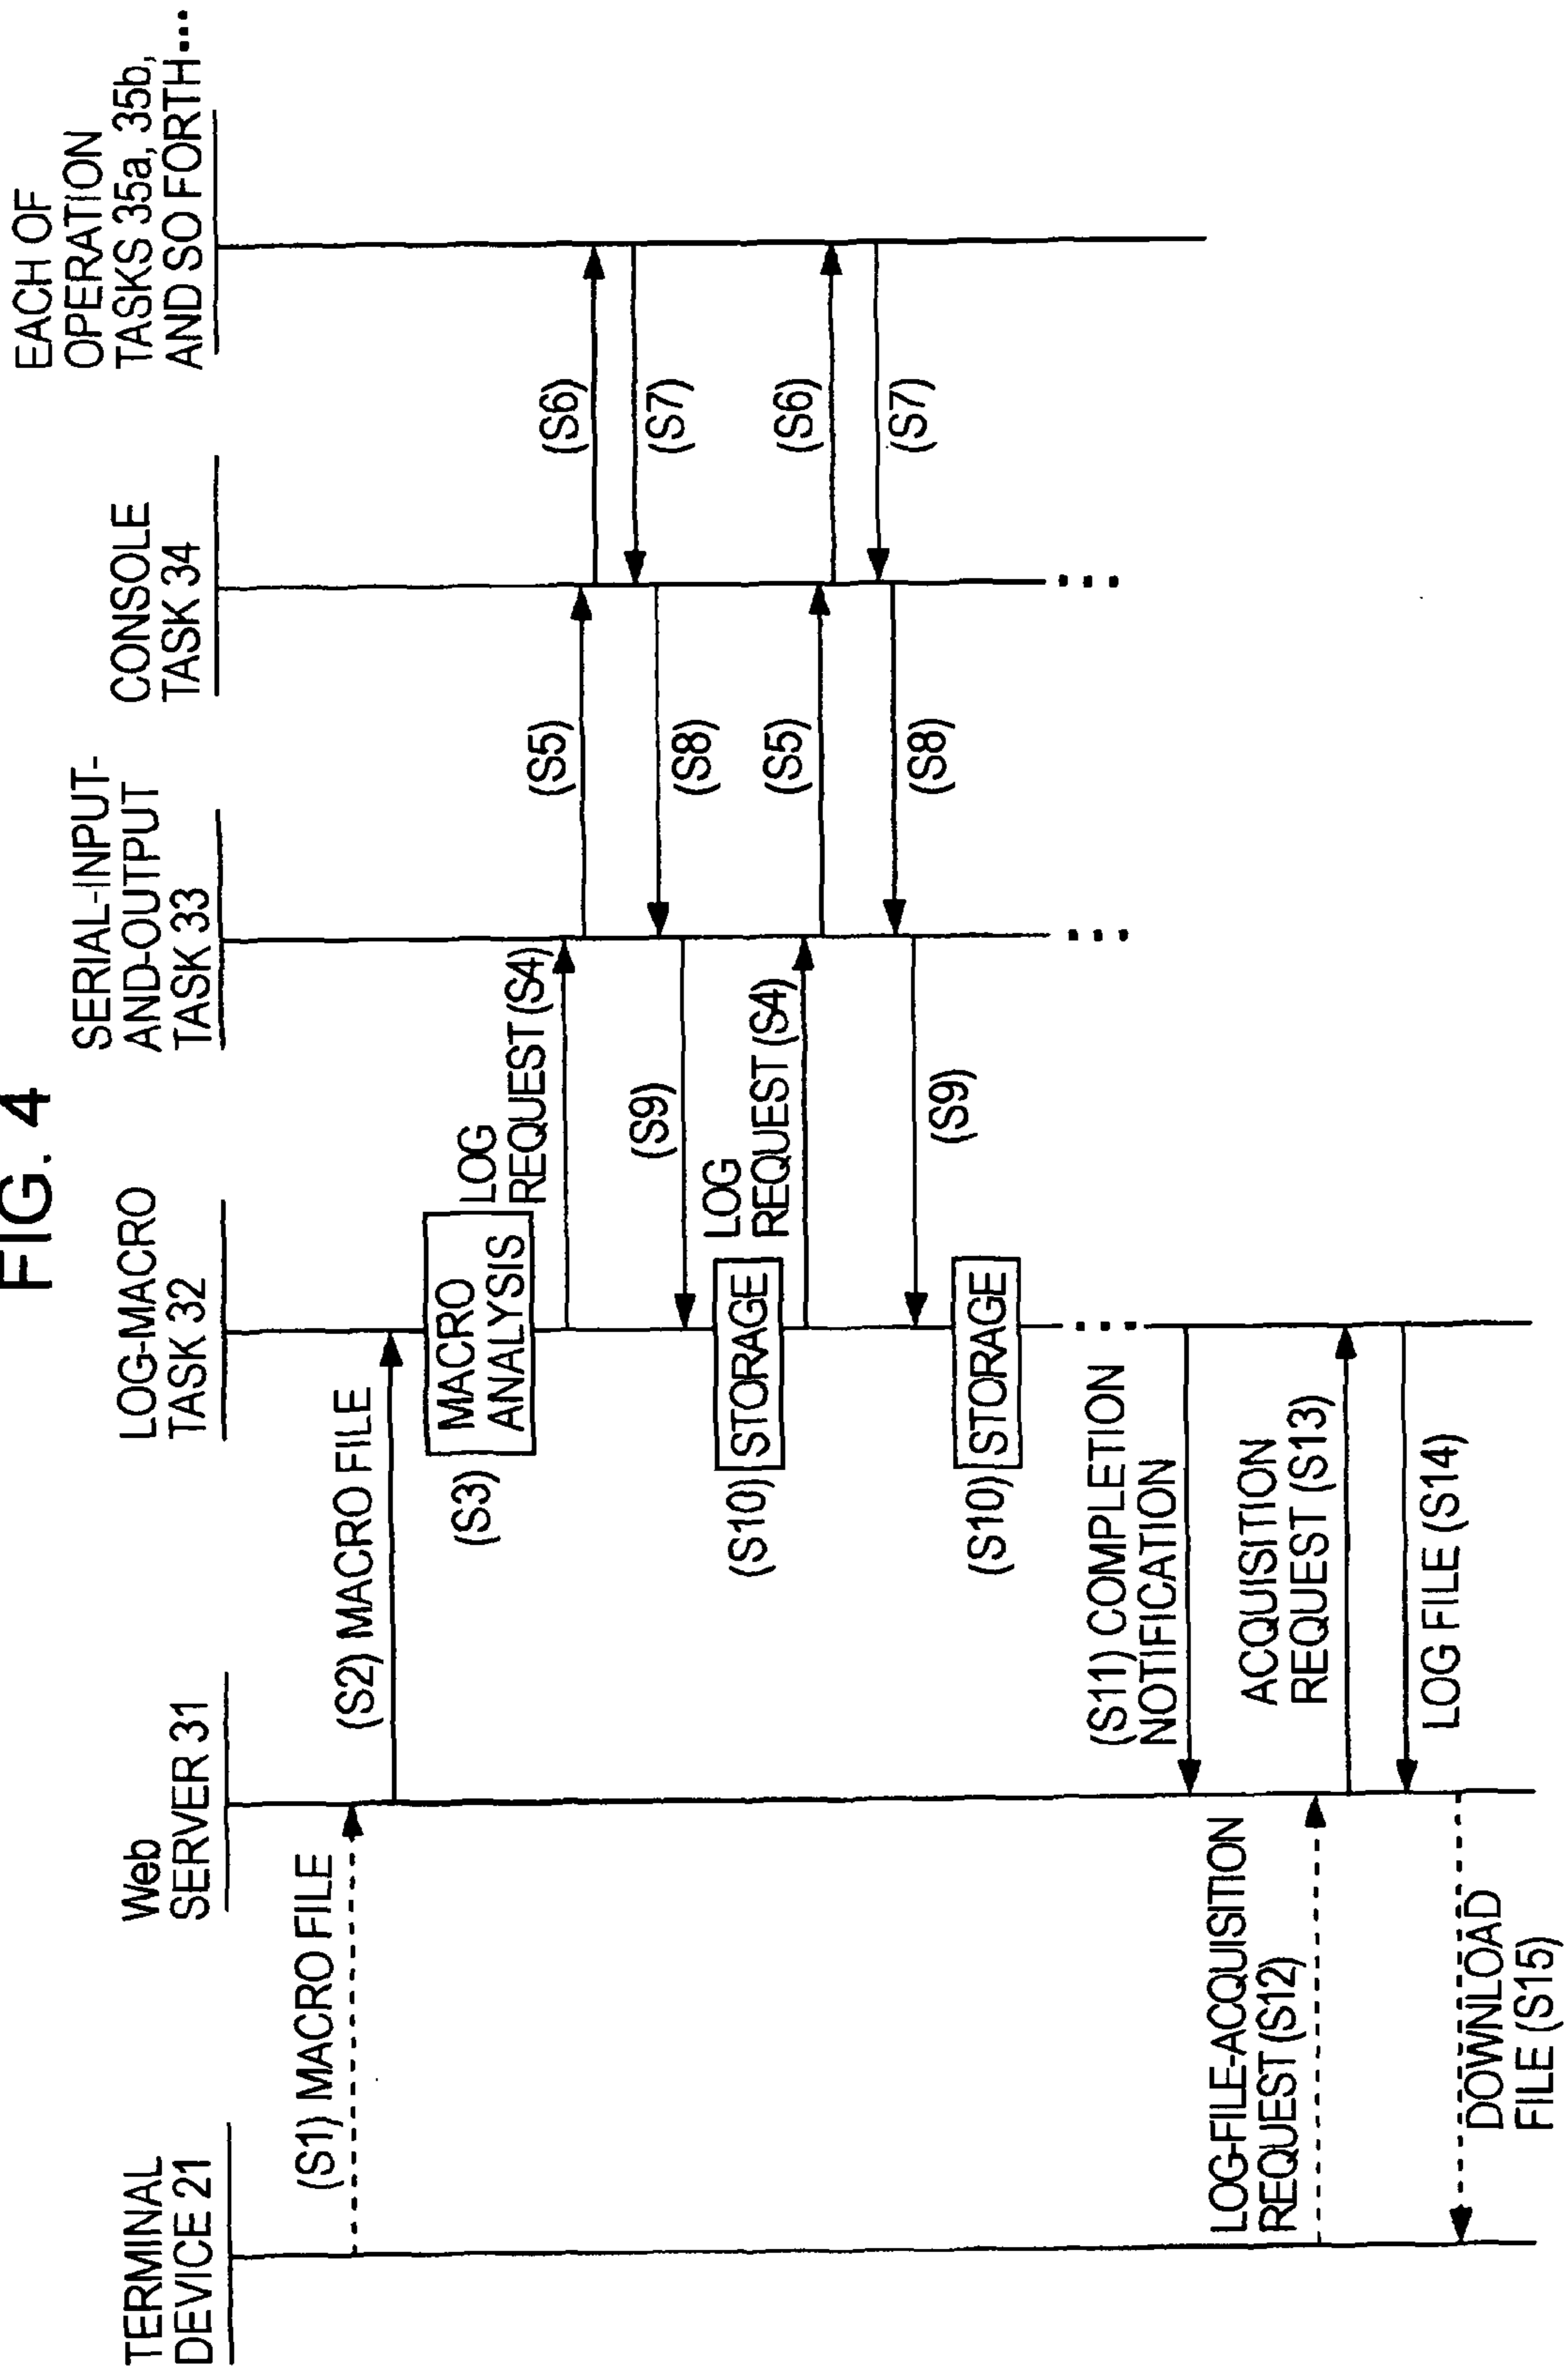 FIG. 4
TERMINAL
DEVICE 21
Web
SERVER 31
LOG-MACRO
TASK 32
SERIAL-INPUT-
AND-OUTPUT
TASK 33
CONSOLE
TASK 34
EACH OF
OPERATION
TASKS 35a, 35b,
AND SO FORTH...
(S1) MACRO FILE
(S2) MACRO FILE
(S3)
MACRO
ANALYSIS
LOG
REQUEST (S4)
(S5)
(S6)
(S7)
(S8)
(S9)
(S10)
STORAGE
LOG
REQUEST (S4)
(S5)
(S6)
(S7)
(S8)
(S9)
(S10)
STORAGE
(S11) COMPLETION
NOTIFICATION
LOG-FILE-ACQUISITION
REQUEST (S12)
ACQUISITION
REQUEST (S13)
LOG FILE (S14)
DOWNLOAD
FILE (S15)